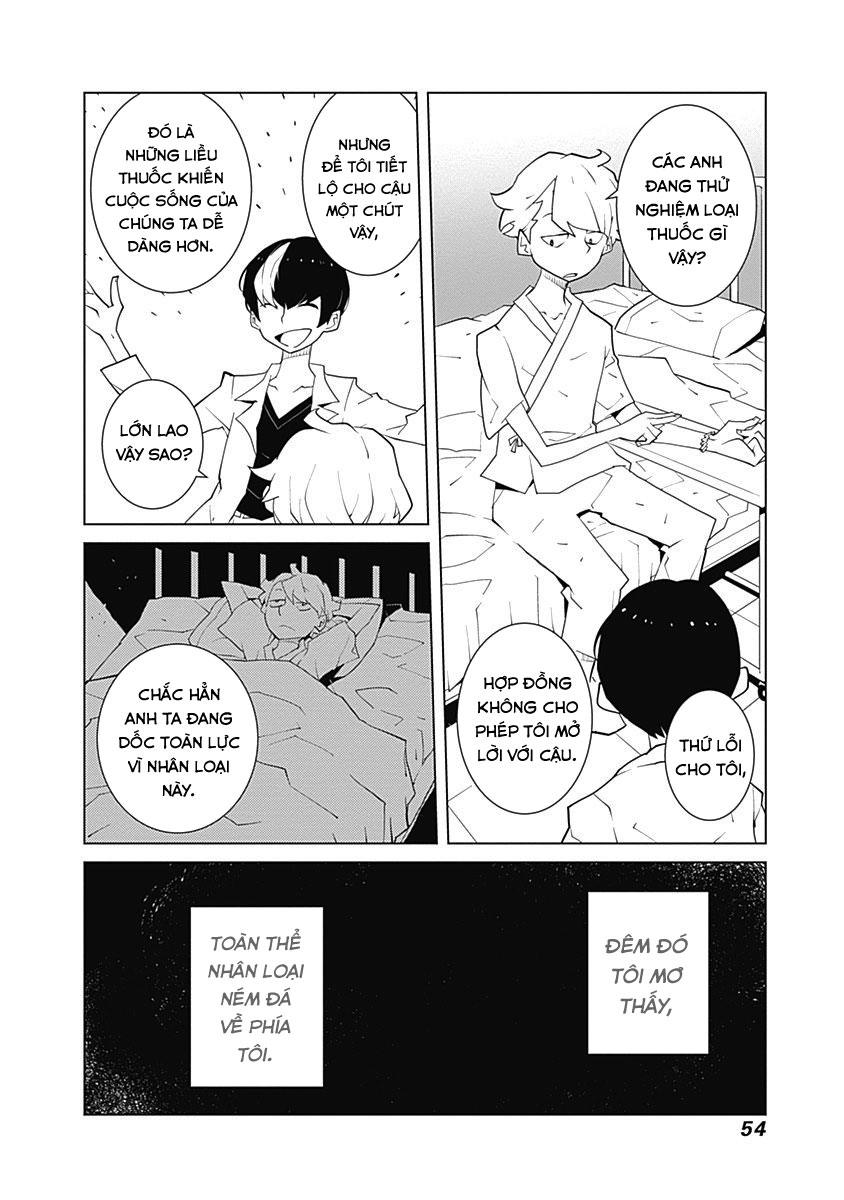 CÁC ANH
ĐANG THỬ
NGHIỆM LOẠI
THUỐC GÌ
VẬY?
THỨ LỖI
CHO TÔI,
HỢP ĐỒNG
KHÔNG CHO
PHÉP TÔI MỞ
LỜI VỚI CẬU.
NHƯNG
ĐỂ TÔI TIẾT
LỘ CHO CẬU
MỘT CHÚT
VẬY,
ĐÓ LÀ
NHỮNG LIỀU
THUỐC KHIẾN
CUỘC SỐNG CỦA
CHÚNG TA DỄ
DÀNG HƠN.
LỚN LAO
VẬY SAO?
CHẮC HẲN
ANH TA ĐANG
DỐC TOÀN LỰC
VÌ NHÂN LOẠI
NÀY.
ĐÊM ĐÓ
TÔI MƠ
THẤY,
TOÀN THỂ
NHÂN LOẠI
NÉM ĐÁ
VỀ PHÍA
TÔI.
54